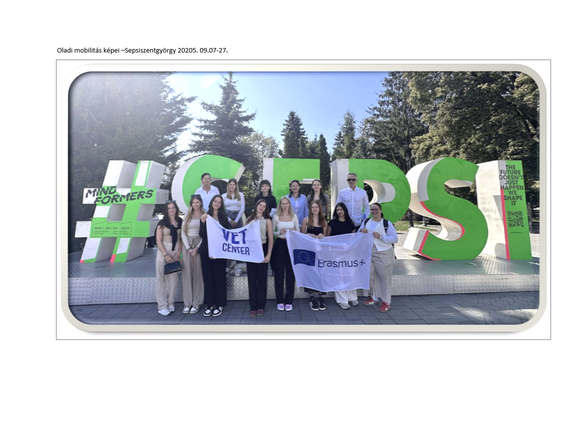 Oladi mobilitás képei –Sepsiszentgyörgy 20205. 09.07-27.
#SEPSI
MIND
FORMERS
THE
FUTURE
DOESN'T
JUST
HAPPEN
WE
SHAPE
IT
VET
CENTER
Erasmus+